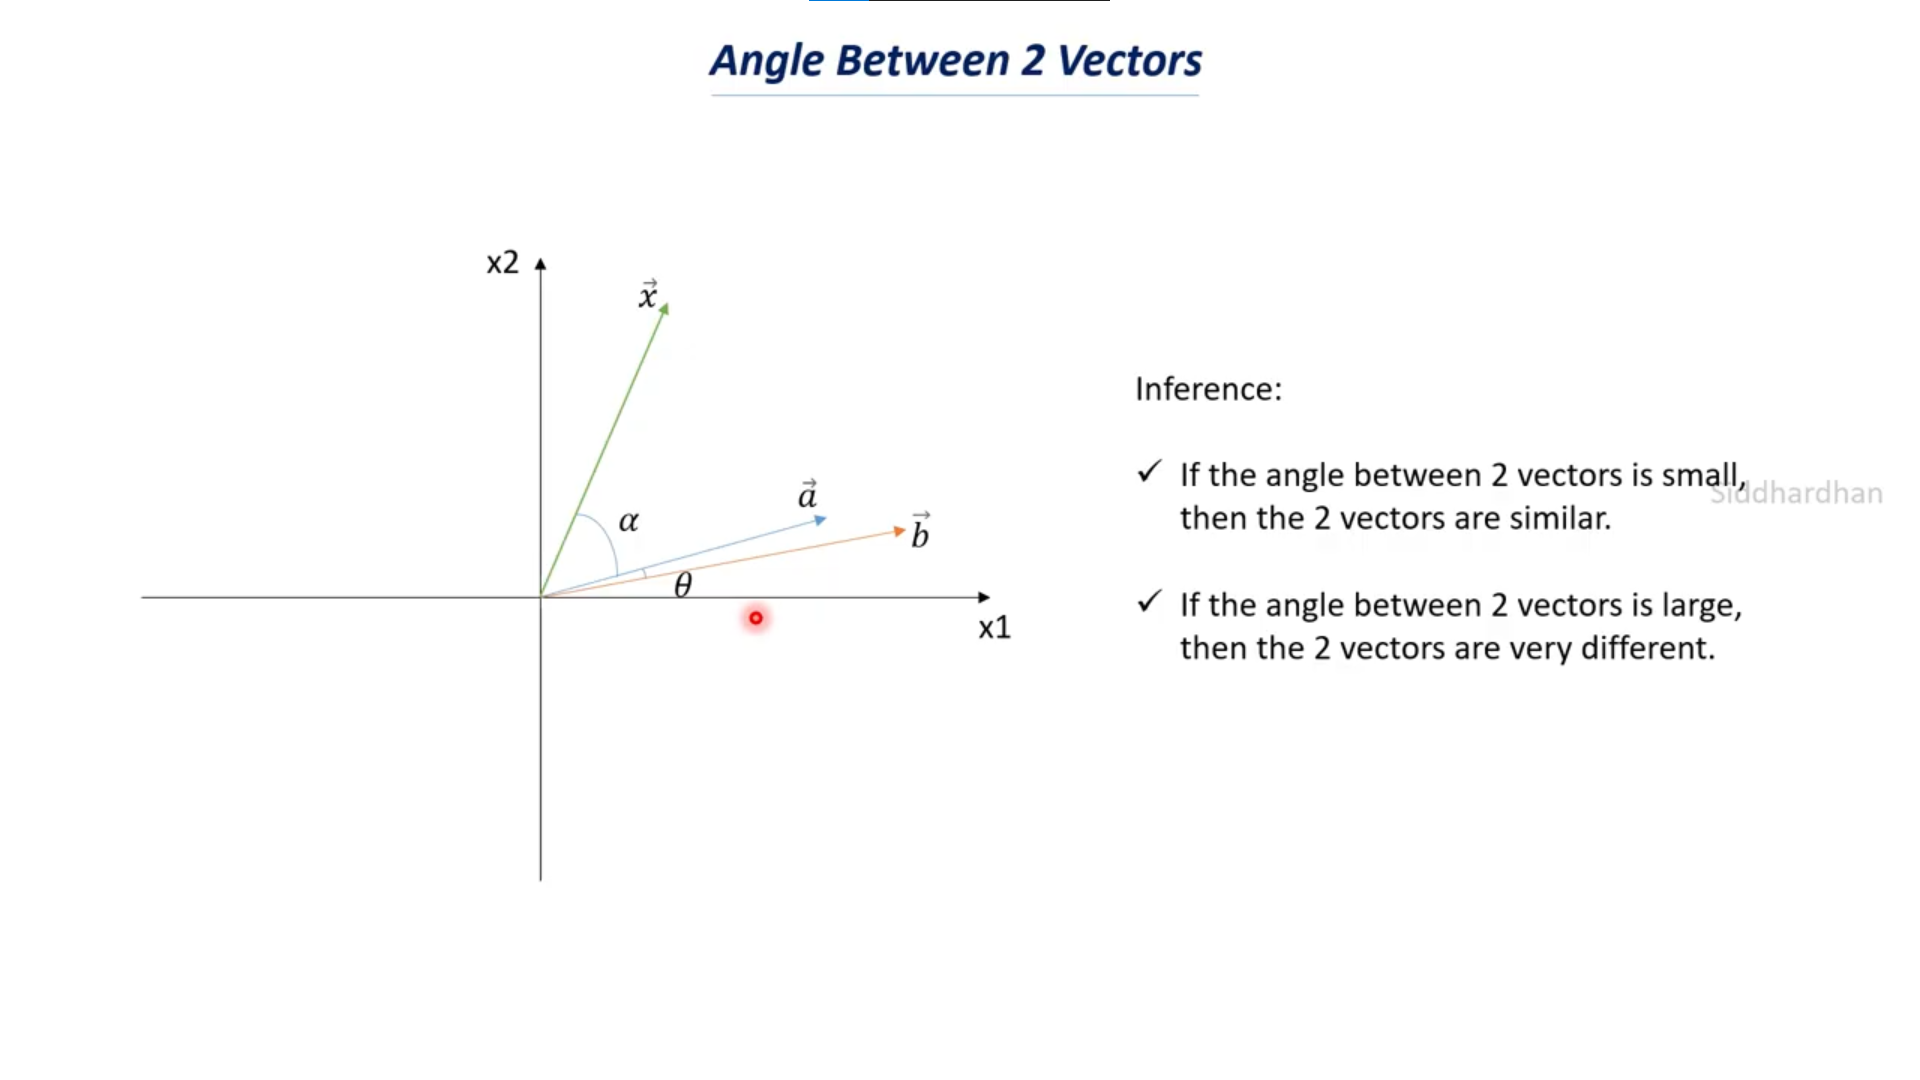 Angle Between 2 Vectors
x2
x⃗
a⃗
α
b⃗
θ
x1
Inference:
✓ If the angle between 2 vectors is small,
then the 2 vectors are similar.
Siddhardhan
✓ If the angle between 2 vectors is large,
then the 2 vectors are very different.